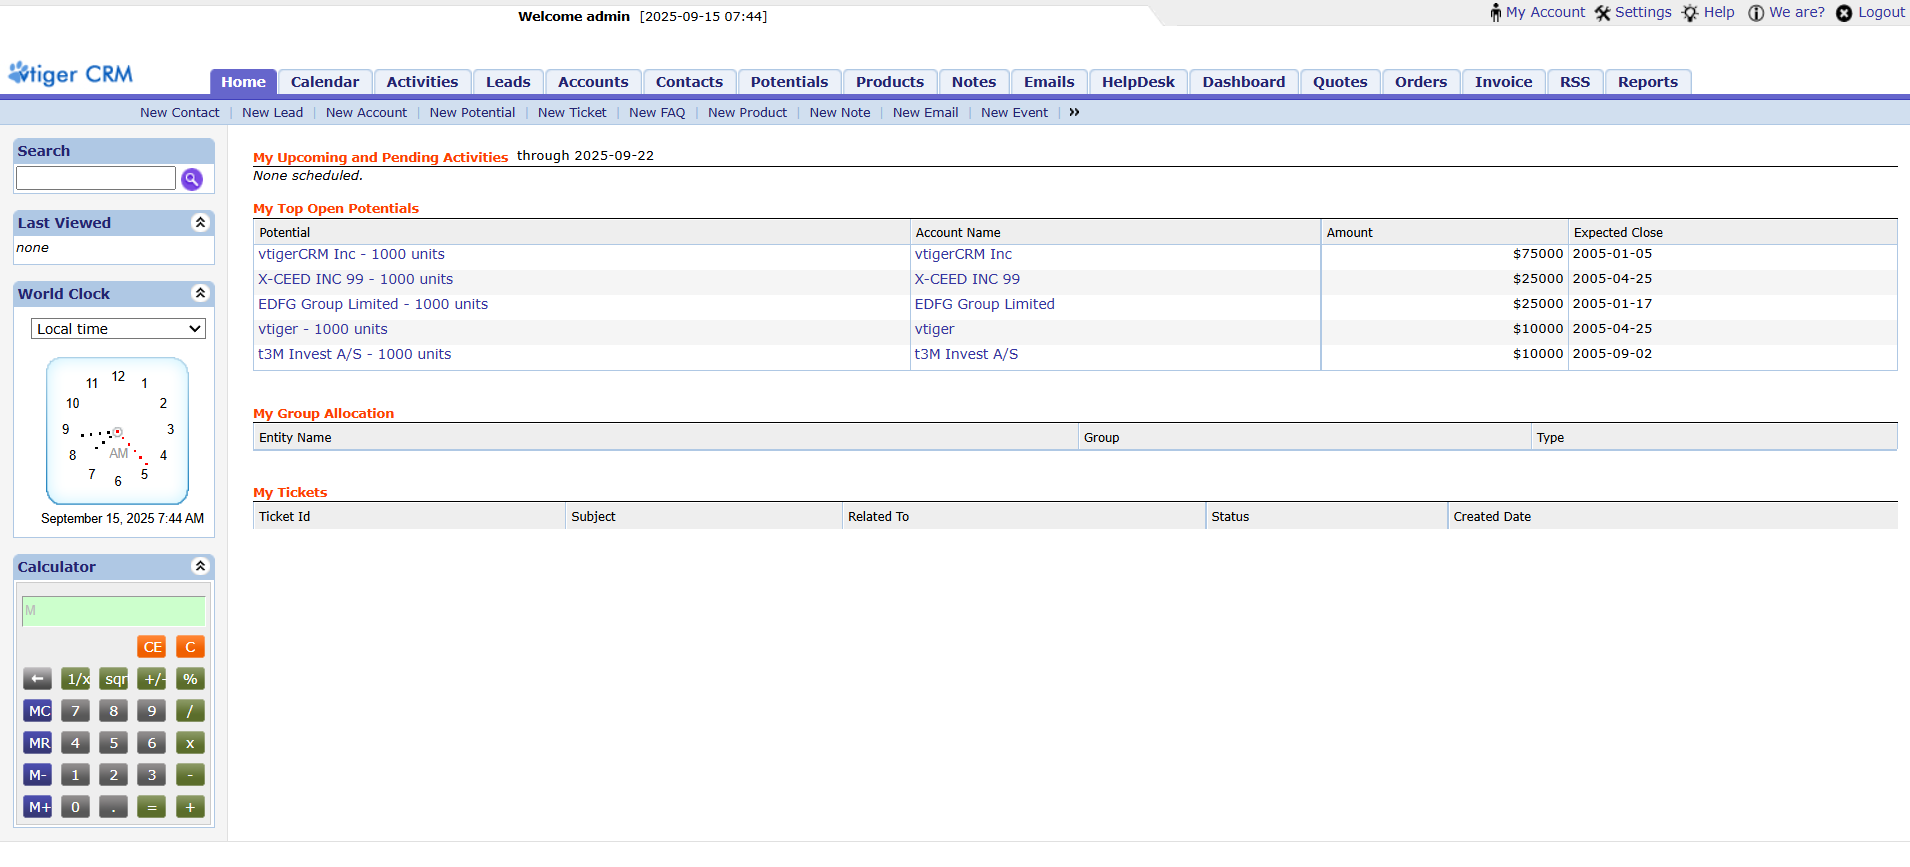 Welcome admin [2025-09-15 07:44]
My Account Settings Help We are? Logout
vtiger CRM
Home Calendar Activities Leads Accounts Contacts Potentials Products Notes Emails HelpDesk Dashboard Quotes Orders Invoice RSS Reports
New Contact | New Lead | New Account | New Potential | New Ticket | New FAQ | New Product | New Note | New Email | New Event | »
Search
Last Viewed
none
World Clock
Local time
12
11 1
10 2
9 3
8 AM 4
7 5
6
September 15, 2025 7:44 AM
Calculator
M
CE C
← 1/x sqr +/- %
MC 7 8 9 /
MR 4 5 6 x
M- 1 2 3 -
M+ 0 . = +
My Upcoming and Pending Activities through 2025-09-22
None scheduled.
My Top Open Potentials
Potential Account Name Amount Expected Close
vtigerCRM Inc - 1000 units vtigerCRM Inc $75000 2005-01-05
X-CEED INC 99 - 1000 units X-CEED INC 99 $25000 2005-04-25
EDFG Group Limited - 1000 units EDFG Group Limited $25000 2005-01-17
vtiger - 1000 units vtiger $10000 2005-04-25
t3M Invest A/S - 1000 units t3M Invest A/S $10000 2005-09-02
My Group Allocation
Entity Name Group Type
My Tickets
Ticket Id Subject Related To Status Created Date